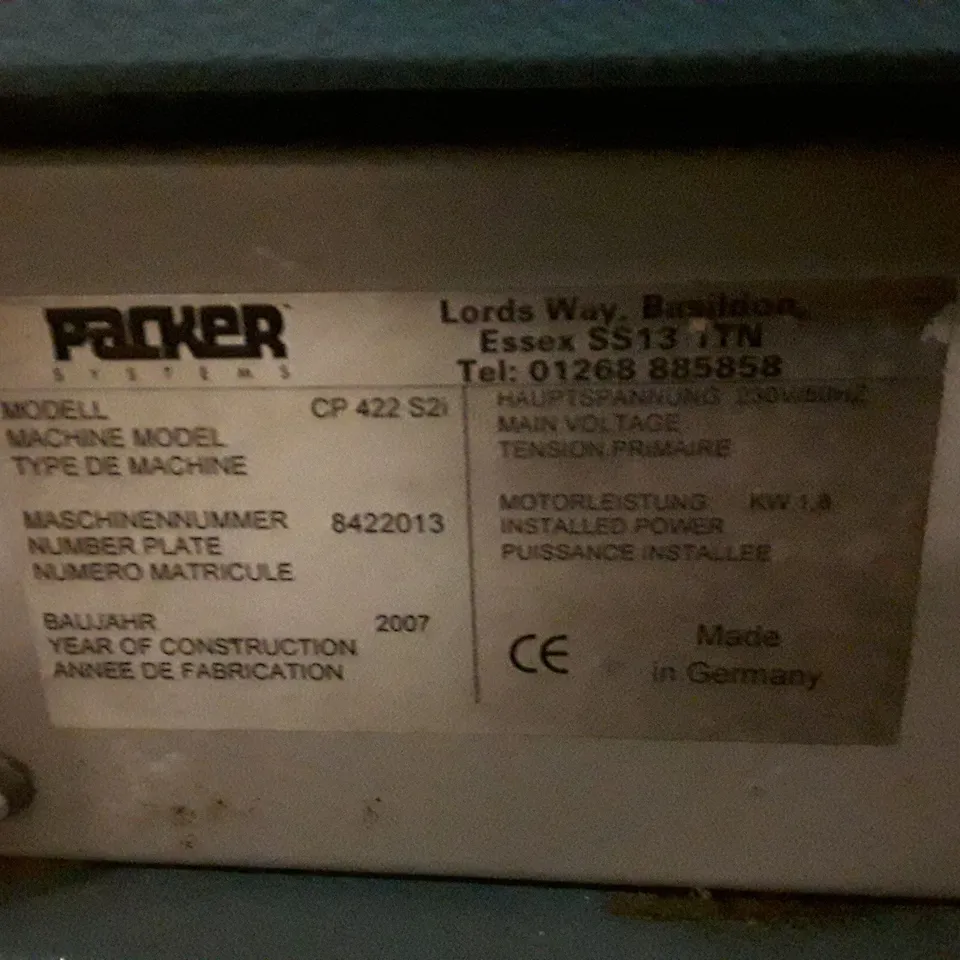 PACKER
SYSTEMS
Lords Way, Basildon,
Essex SS13 1TN
Tel: 01268 885858
MODELL CP 422 S2i
MACHINE MODEL
TYPE DE MACHINE
MASCHINENNUMMER 8422013
NUMBER PLATE
NUMERO MATRICULE
BAUJAHR 2007
YEAR OF CONSTRUCTION
ANNEE DE FABRICATION
HAUPTSPANNUNG 230V/50HZ
MAIN VOLTAGE
TENSION PRIMAIRE
MOTORLEISTUNG KW 1,8
INSTALLED POWER
PUISSANCE INSTALLEE
CE
Made
in Germany